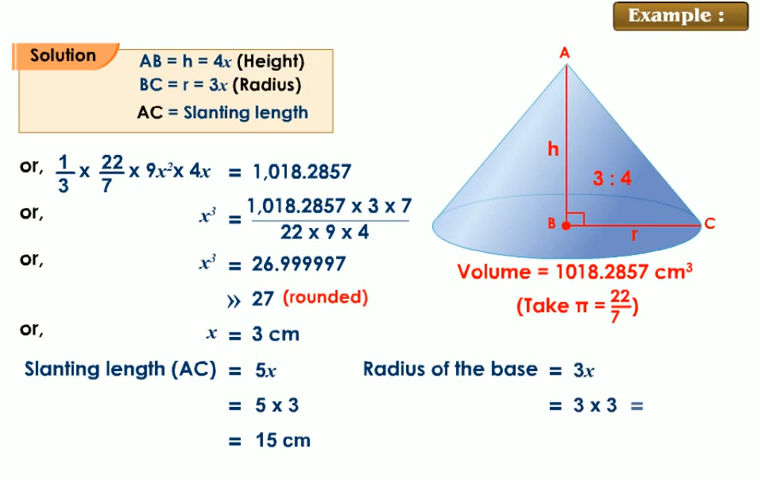 Example :
Solution
AB = h = 4x (Height)
BC = r = 3x (Radius)
AC = Slanting length
or, 1/3 x 22/7 x 9x² x 4x = 1,018.2857
or, x³ = 1,018.2857 x 3 x 7 / 22 x 9 x 4
or, x³ = 26.999997
» 27 (rounded)
or, x = 3 cm
Slanting length (AC) = 5x
= 5 x 3
= 15 cm
A
h
3 : 4
B
C
r
Volume = 1018.2857 cm³
(Take π = 22/7)
Radius of the base = 3x
= 3 x 3 =